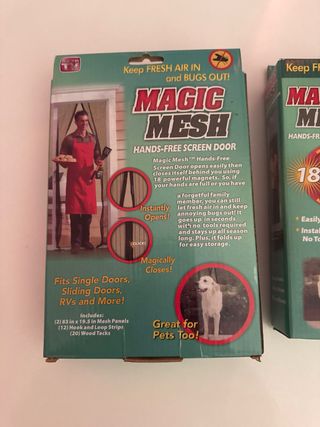 Keep FRESH AIR IN
and BUGS OUT!
MAGIC
MESH
HANDS-FREE SCREEN DOOR
Magic Mesh™ Hands-Free
Screen Door opens easily then
closes itself behind you using
18 powerful magnets. So, if
your hands are full or you have
a forgetful family
member, you can still
let fresh air in and keep
annoying bugs out! It
goes up in seconds
with no tools required
and stays up all season
long. Plus, it folds up
for easy storage.
Instantly
Opens!
Magically
Closes!
Fits Single Doors,
Sliding Doors,
RVs and More!
Includes:
(2) 83 in x 19.5 in Mesh Panels
(12) Hook and Loop Strips
(20) Wood Tacks
Great for
Pets Too!
Keep F
MA
ME
HANDS-F
18
Easily
Instal
No To